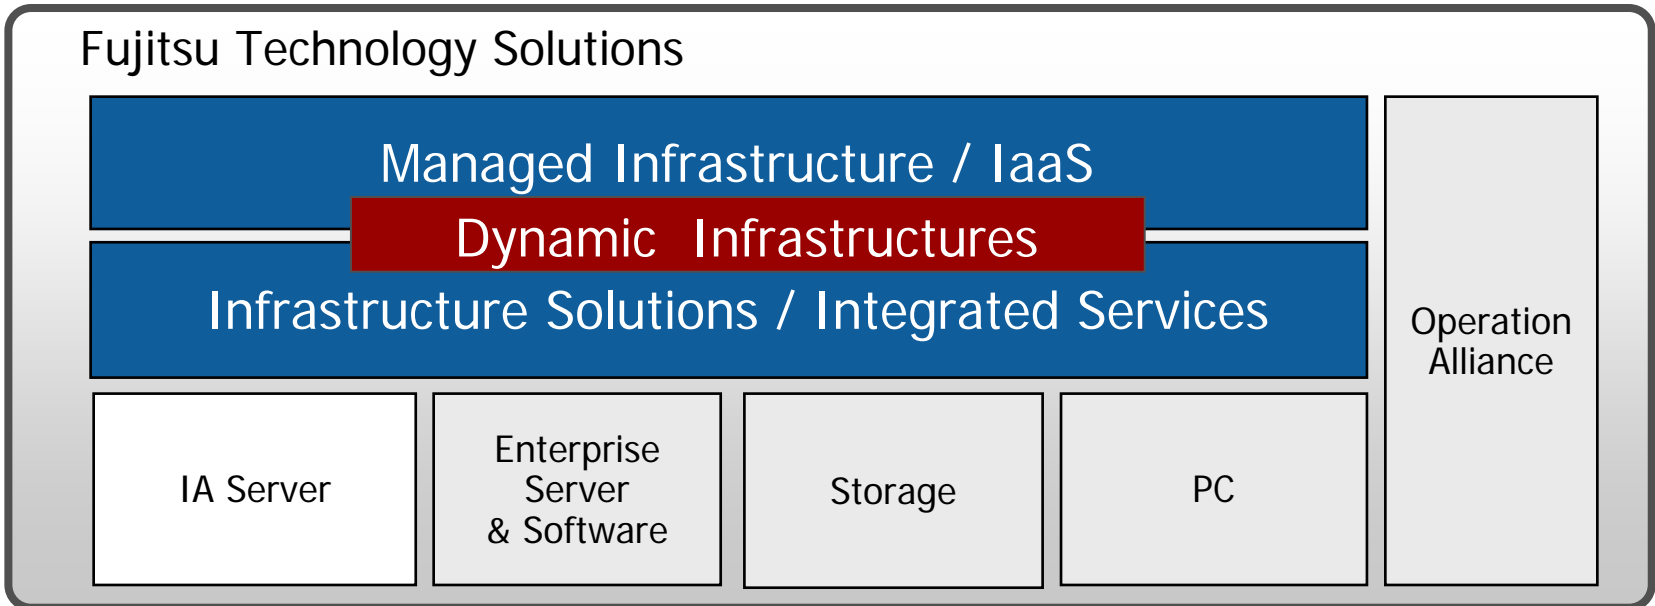 Fujitsu Technology Solutions
Managed Infrastructure / IaaS
Dynamic Infrastructures
Infrastructure Solutions / Integrated Services
Operation
Alliance
IA Server
Enterprise
Server
& Software
Storage
PC